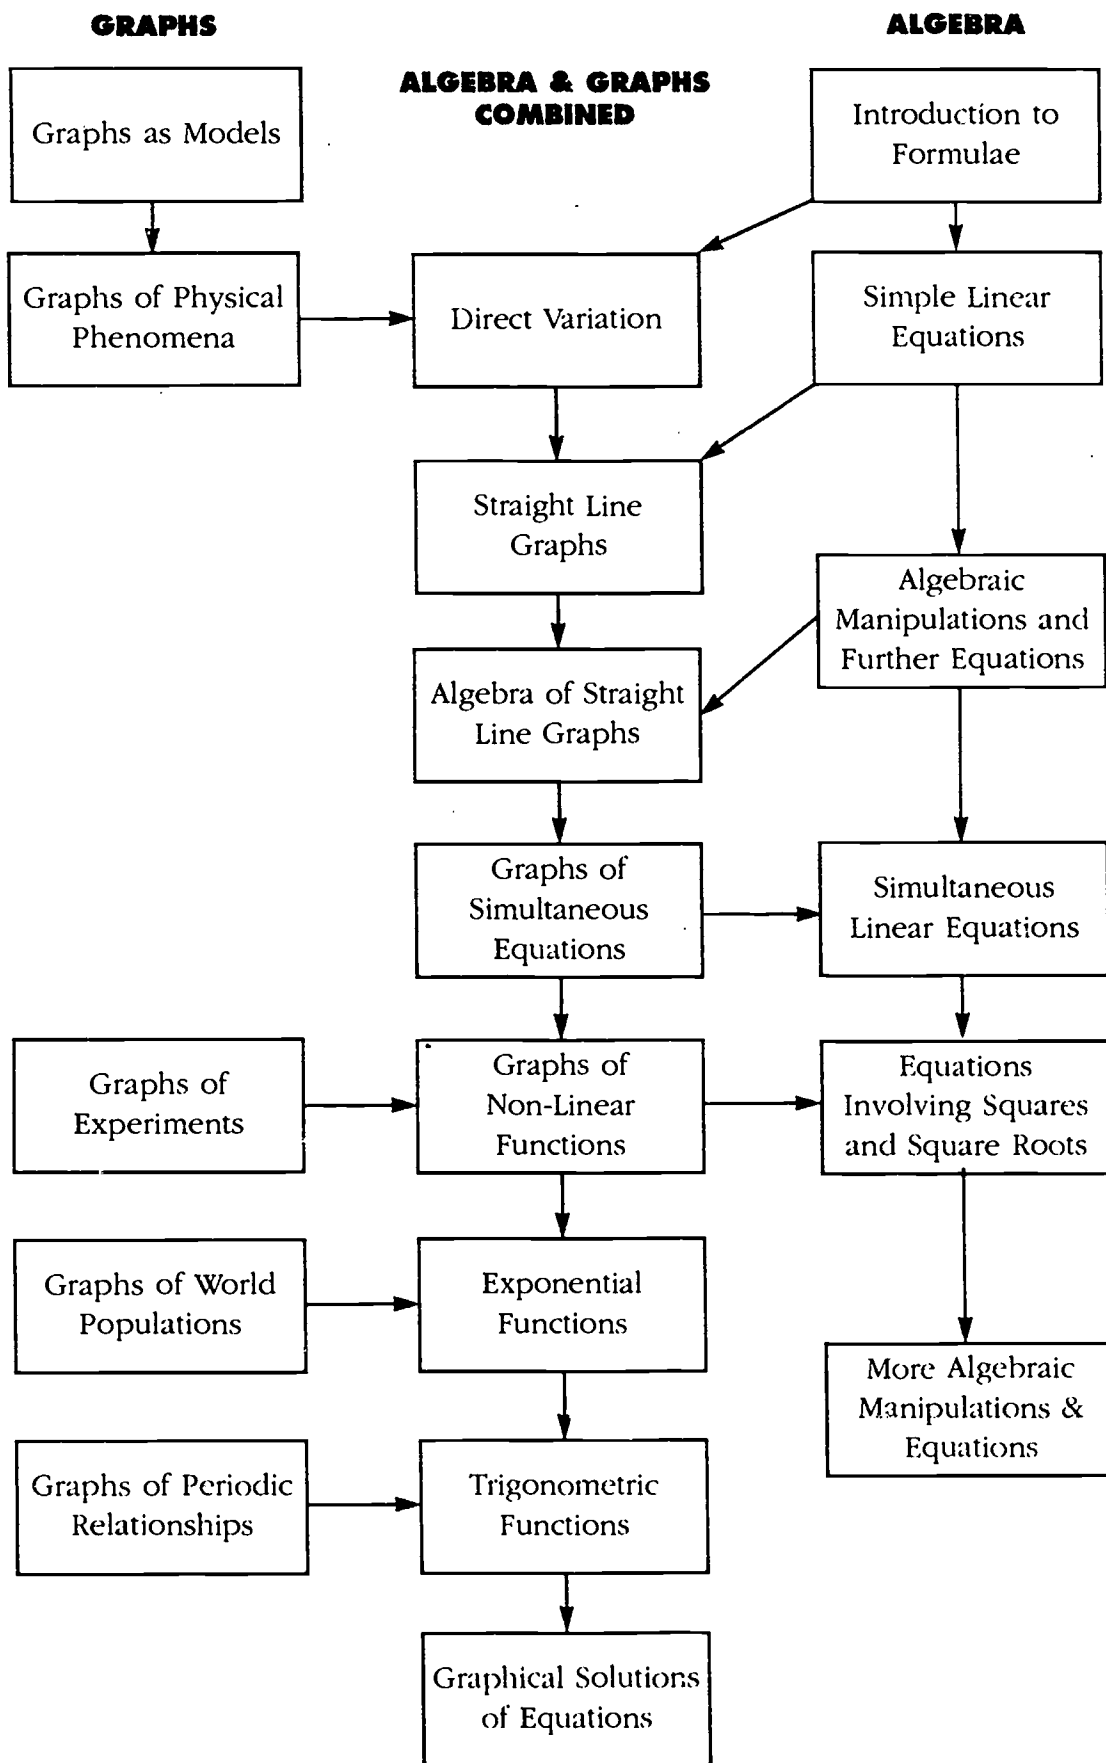 GRAPHS
ALGEBRA
ALGEBRA & GRAPHS
COMBINED
Graphs as Models
Introduction to
Formulae
Graphs of Physical
Phenomena
Direct Variation
Simple Linear
Equations
Straight Line
Graphs
Algebraic
Manipulations and
Further Equations
Algebra of Straight
Line Graphs
Graphs of
Simultaneous
Equations
Simultaneous
Linear Equations
Graphs of
Experiments
Graphs of
Non-Linear
Functions
Equations
Involving Squares
and Square Roots
Graphs of World
Populations
Exponential
Functions
More Algebraic
Manipulations &
Equations
Graphs of Periodic
Relationships
Trigonometric
Functions
Graphical Solutions
of Equations